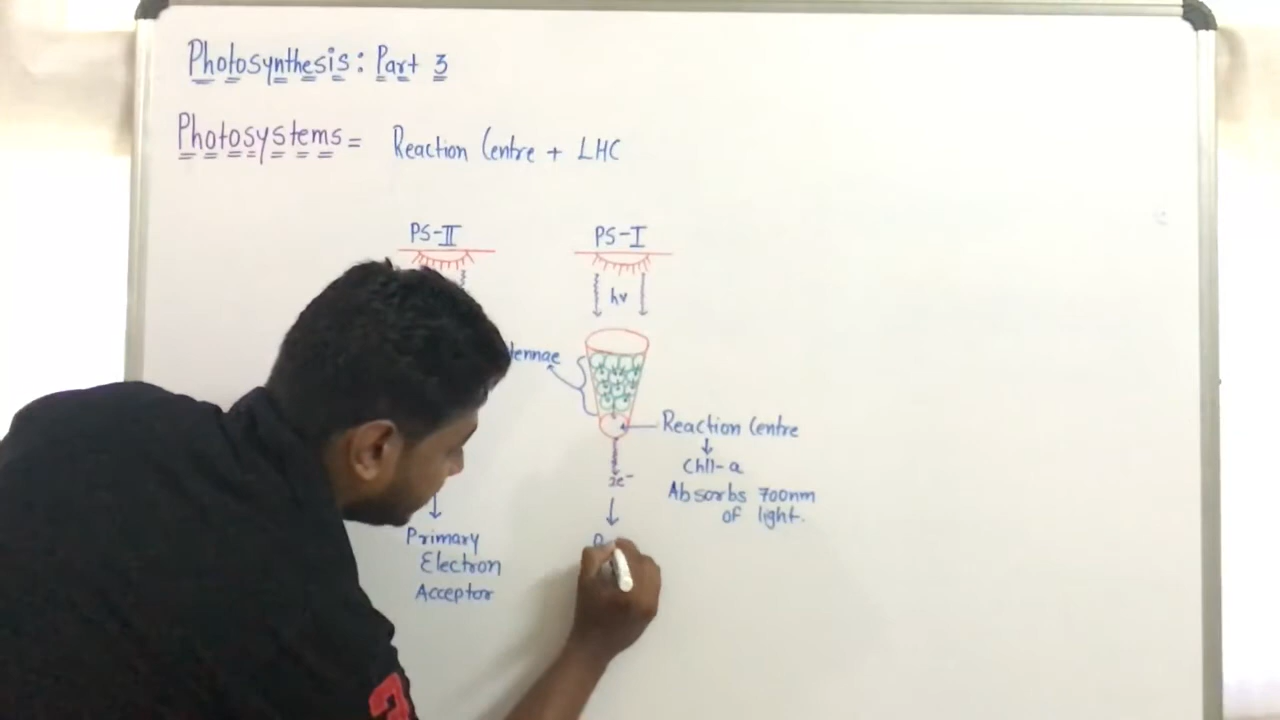 Photosynthesis: Part 3
Photosystems = Reaction Centre + LHC
PS-II
PS-I
hv
Reaction Centre
Chll-a
Absorbs 700nm
of light.
2e-
Primary
Electron
Acceptor